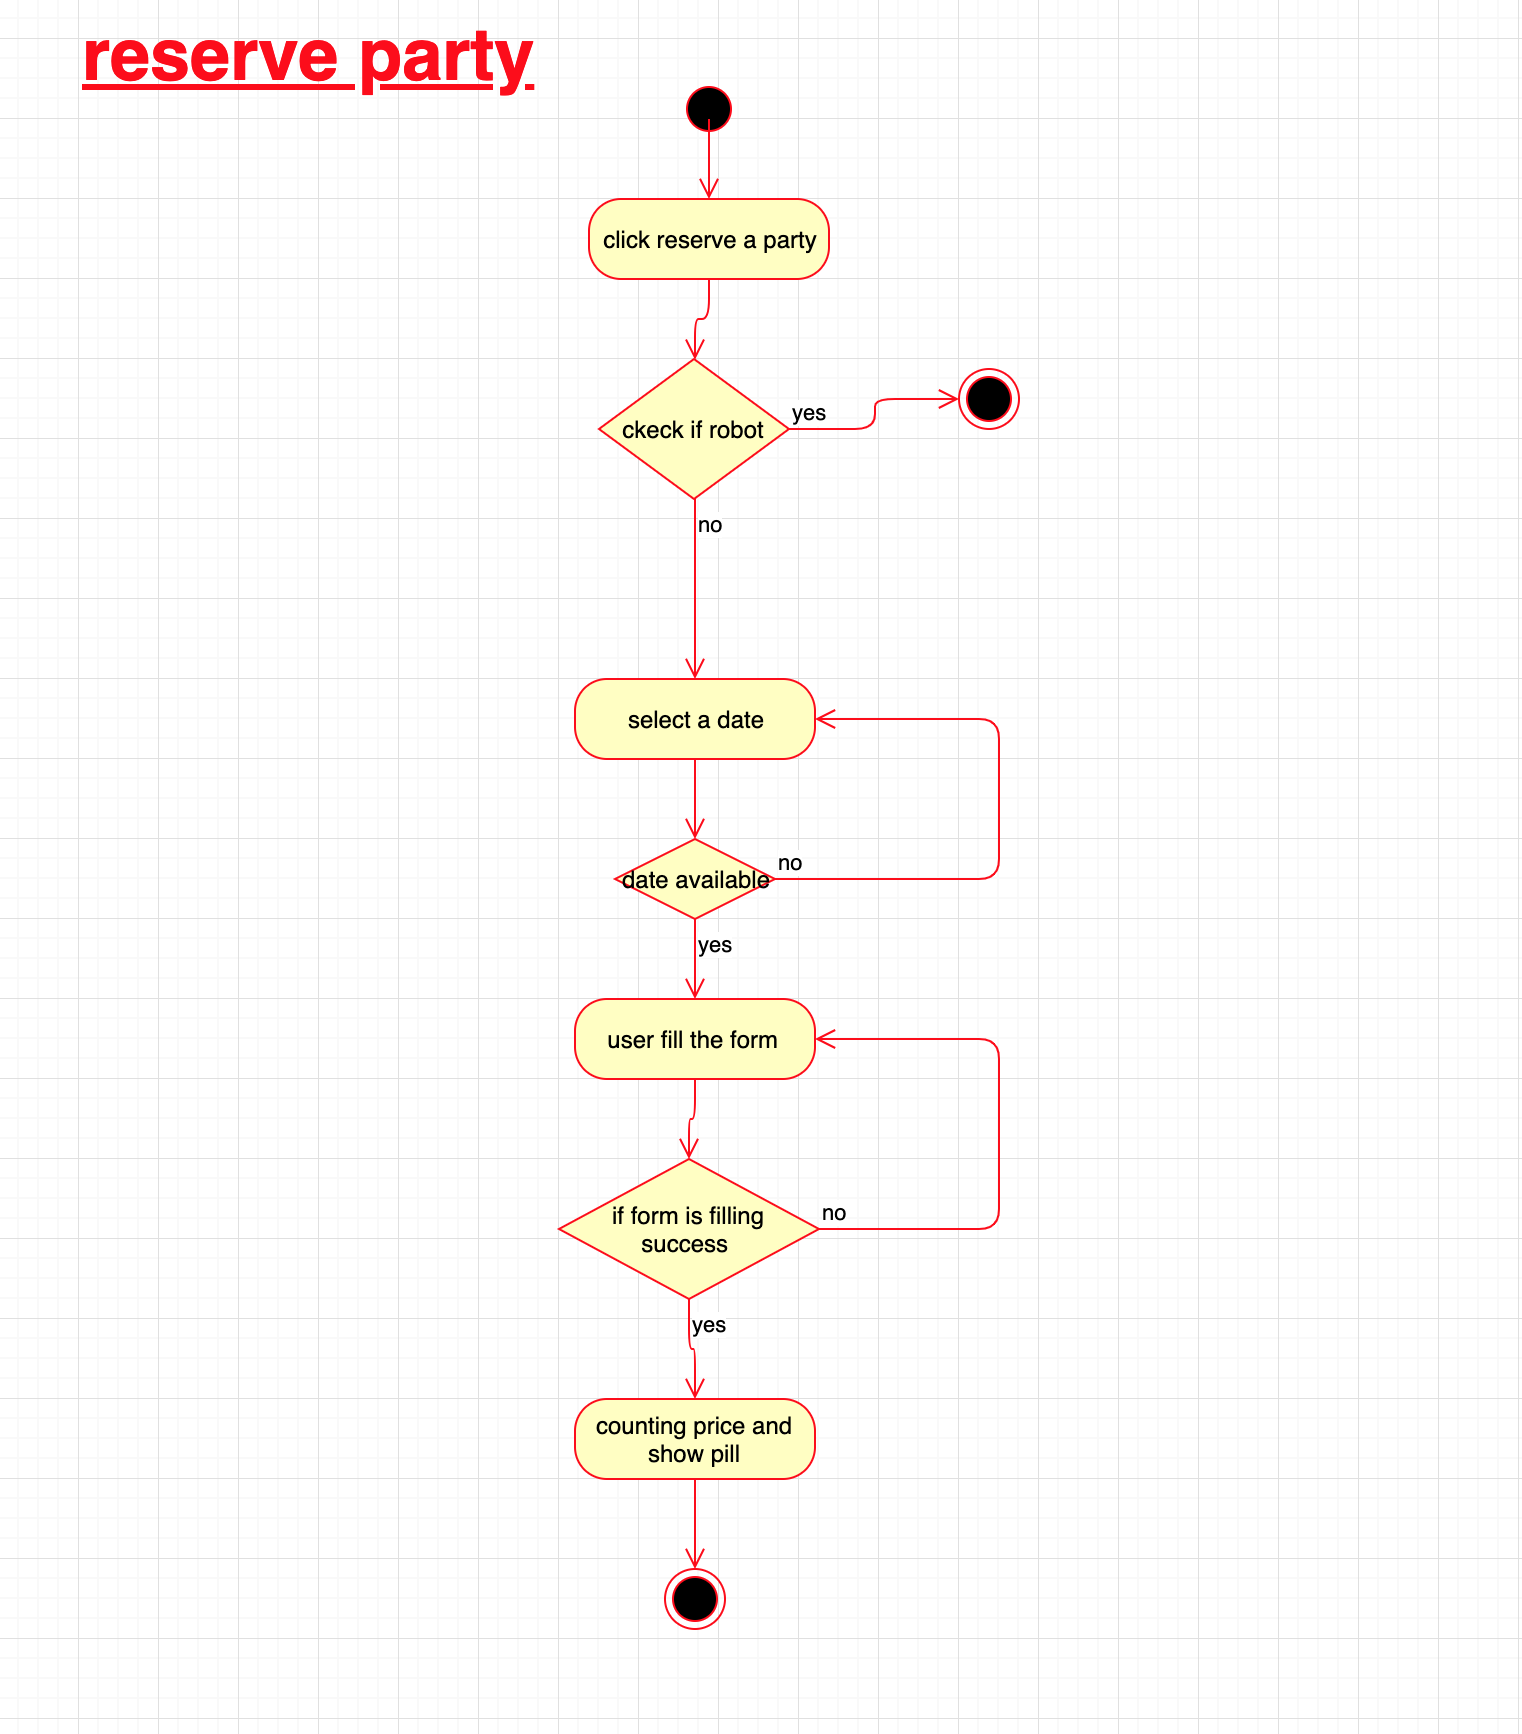 reserve party
click reserve a party
ckeck if robot
yes
no
select a date
date available
no
yes
user fill the form
if form is filling
success
no
yes
counting price and
show pill